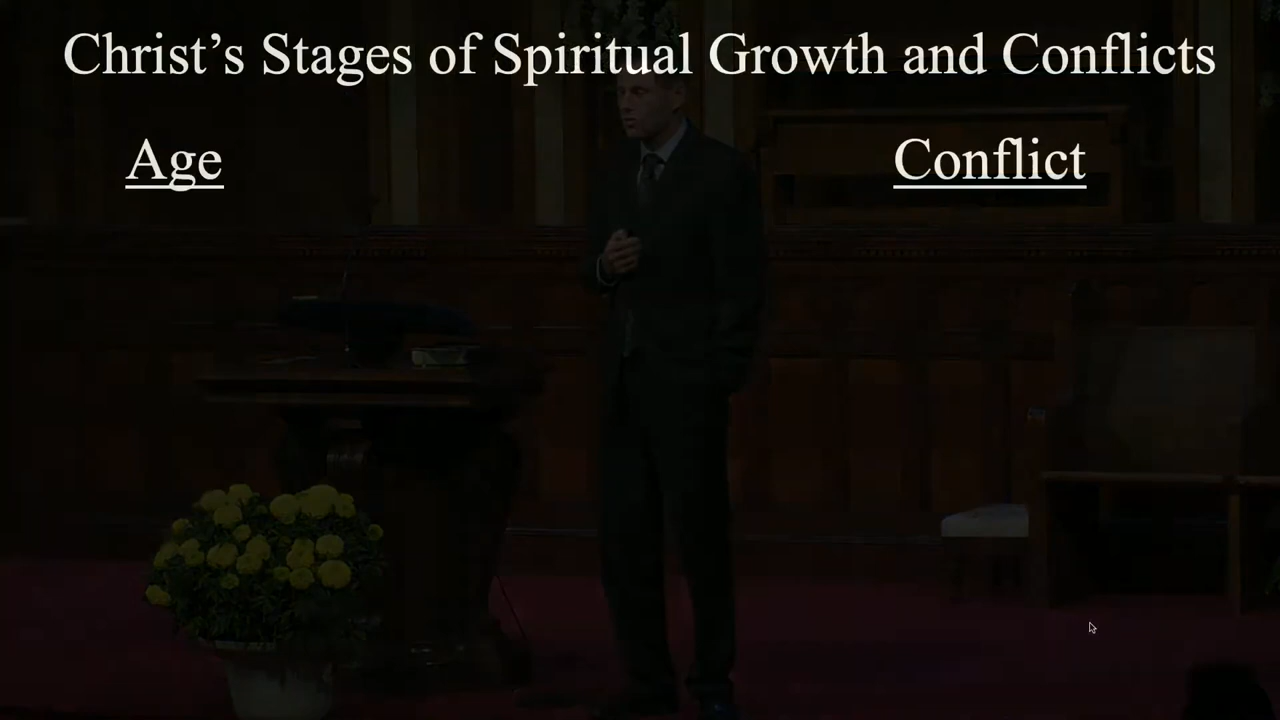 Christ’s Stages of Spiritual Growth and Conflicts
Age
Conflict